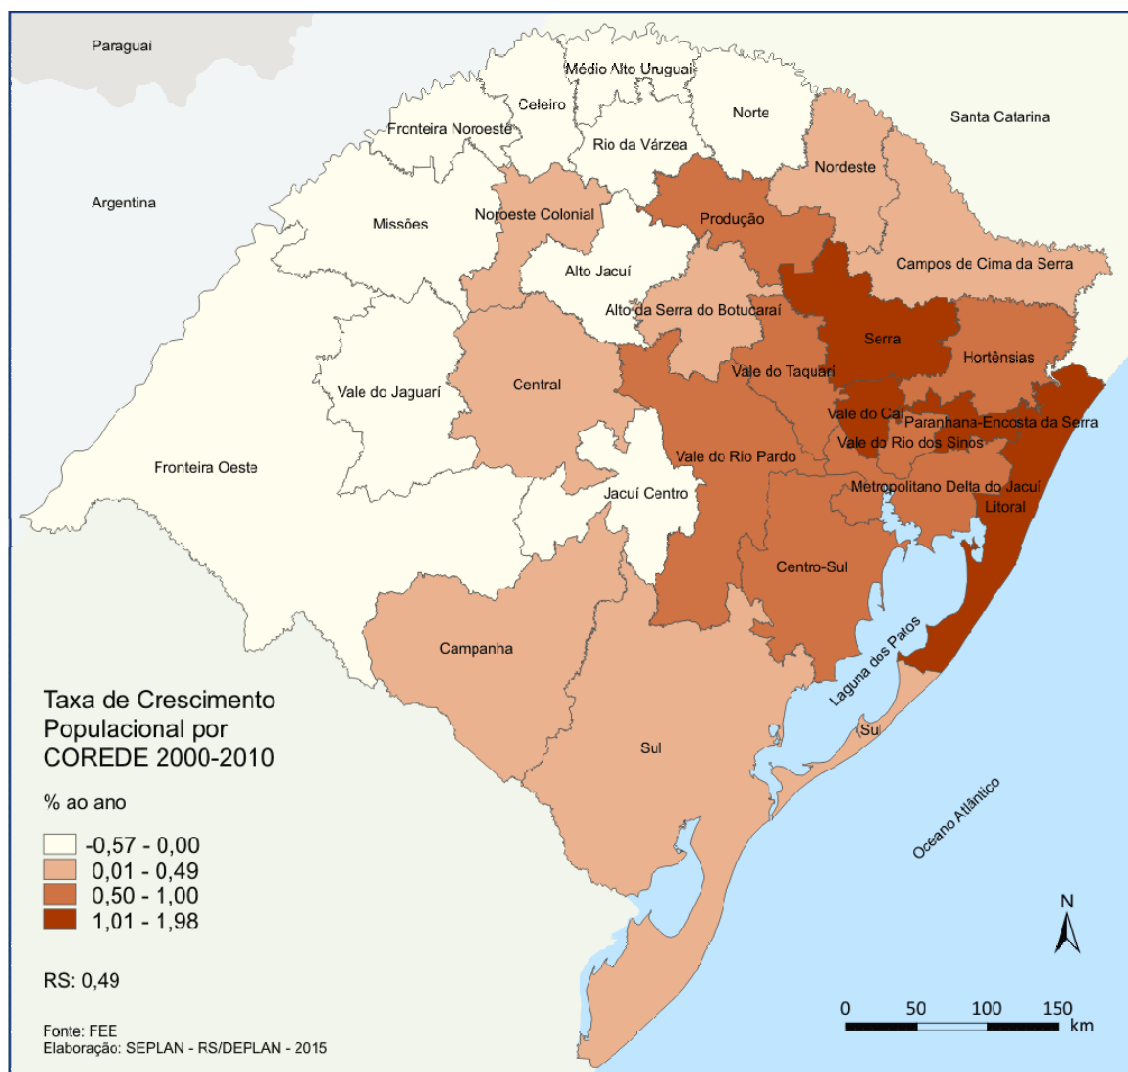 Paraguai
Médio Alto Uruguai
Celeiro
Norte
Santa Catarina
Fronteira Noroeste
Rio da Várzea
Nordeste
Argentina
Missões
Noroeste Colonial
Produção
Alto Jacuí
Campos de Cima da Serra
Alto da Serra do Botucaraí
Serra
Hortênsias
Vale do Jaguarí
Central
Vale do Taquarí
Vale do Caí
Paranhana-Encosta da Serra
Vale do Rio dos Sinos
Fronteira Oeste
Vale do Rio Pardo
Jacuí Centro
Metropolitano Delta do Jacuí
Litoral
Centro-Sul
Campanha
Laguna dos Patos
Sul
(Sul
Oceano Atlântico
Taxa de Crescimento
Populacional por
COREDE 2000-2010
% ao ano
-0,57 - 0,00
0,01 - 0,49
0,50 - 1,00
1,01 - 1,98
RS: 0,49
Fonte: FEE
Elaboração: SEPLAN - RS/DEPLAN - 2015
N
0 50 100 150
km